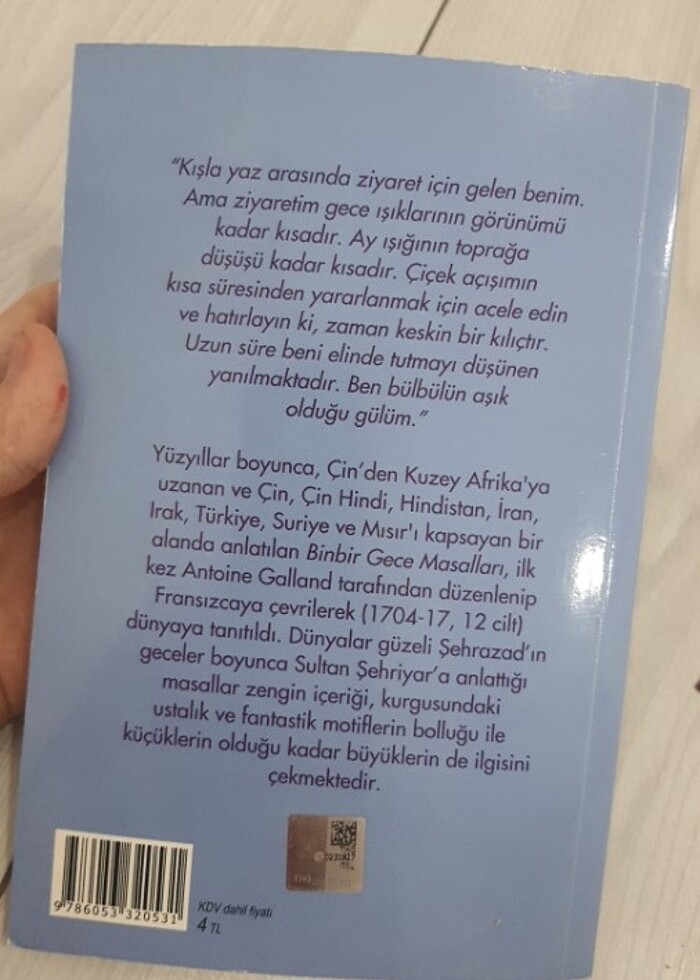 “Kışla yaz arasında ziyaret için gelen benim.
Ama ziyaretim gece ışıklarının görünümü
kadar kısadır. Ay ışığının toprağa
düşüşü kadar kısadır. Çiçek açışımın
kısa süresinden yararlanmak için acele edin
ve hatırlayın ki, zaman keskin bir kılıçtır.
Uzun süre beni elinde tutmayı düşünen
yanılmaktadır. Ben bülbülün aşık
olduğu gülüm.”
Yüzyıllar boyunca, Çin’den Kuzey Afrika'ya
uzanan ve Çin, Çin Hindi, Hindistan, İran,
Irak, Türkiye, Suriye ve Mısır'ı kapsayan bir
alanda anlatılan Binbir Gece Masalları, ilk
kez Antoine Galland tarafından düzenlenip
Fransızcaya çevrilerek (1704-17, 12 cilt)
dünyaya tanıtıldı. Dünyalar güzeli Şehrazad’ın
geceler boyunca Sultan Şehriyar’a anlattığı
masallar zengin içeriği, kurgusundaki
ustalık ve fantastik motiflerin bolluğu ile
küçüklerin olduğu kadar büyüklerin de ilgisini
çekmektedir.
9 786053 320531
KDV dahil fiyatı
4 TL